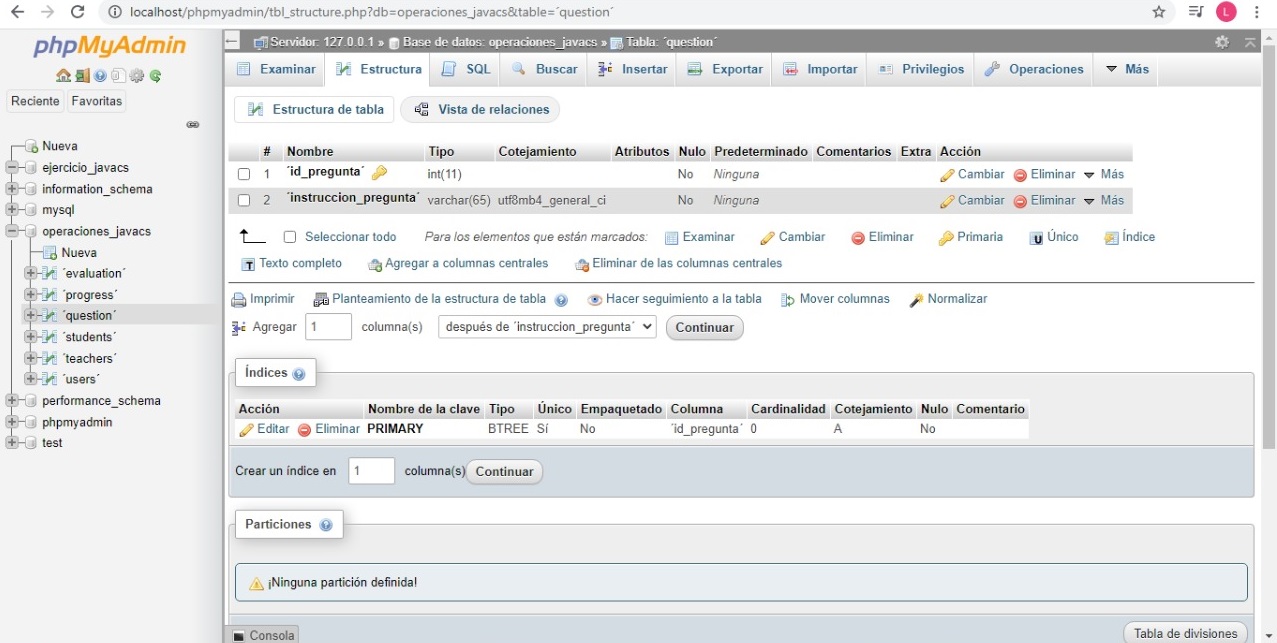 localhost/phpmyadmin/tbl_structure.php?db=operaciones_javacs&table=´question´
L
phpMyAdmin
Reciente Favoritas
Nueva
ejercicio_javacs
information_schema
mysql
operaciones_javacs
Nueva
´evaluation´
´progress´
´question´
´students´
´teachers´
´users´
performance_schema
phpmyadmin
test
Servidor: 127.0.0.1 » Base de datos: operaciones_javacs » Tabla: ´question´
Examinar Estructura SQL Buscar Insertar Exportar Importar Privilegios Operaciones Más
Estructura de tabla Vista de relaciones
# Nombre Tipo Cotejamiento Atributos Nulo Predeterminado Comentarios Extra Acción
1 ´id_pregunta´ int(11) No Ninguna Cambiar Eliminar Más
2 ´instruccion_pregunta´ varchar(65) utf8mb4_general_ci No Ninguna Cambiar Eliminar Más
Seleccionar todo Para los elementos que están marcados: Examinar Cambiar Eliminar Primaria Único Índice
Texto completo Agregar a columnas centrales Eliminar de las columnas centrales
Imprimir Planteamiento de la estructura de tabla Hacer seguimiento a la tabla Mover columnas Normalizar
Agregar 1 columna(s) después de ´instruccion_pregunta´ Continuar
Índices
Acción Nombre de la clave Tipo Único Empaquetado Columna Cardinalidad Cotejamiento Nulo Comentario
Editar Eliminar PRIMARY BTREE Sí No ´id_pregunta´ 0 A No
Crear un índice en 1 columna(s) Continuar
Particiones
¡Ninguna partición definida!
Tabla de divisiones
Consola